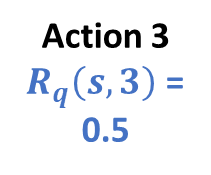 Action 3
R_q(s,3) =
0.5